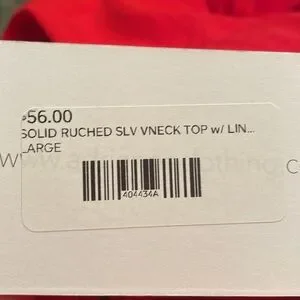 $56.00
SOLID RUCHED SLV VNECK TOP w/ LIN...
LARGE
404434A